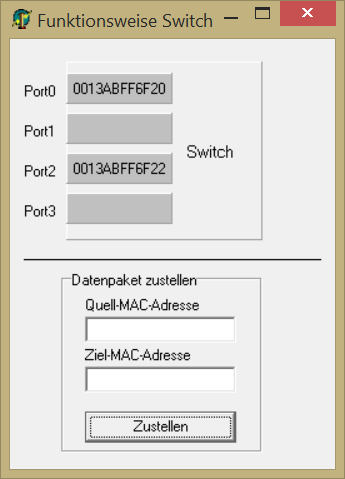 Funktionsweise Switch
Port0 0013ABFF6F20
Port1
Port2 0013ABFF6F22
Port3
Switch
Datenpaket zustellen
Quell-MAC-Adresse
Ziel-MAC-Adresse
Zustellen